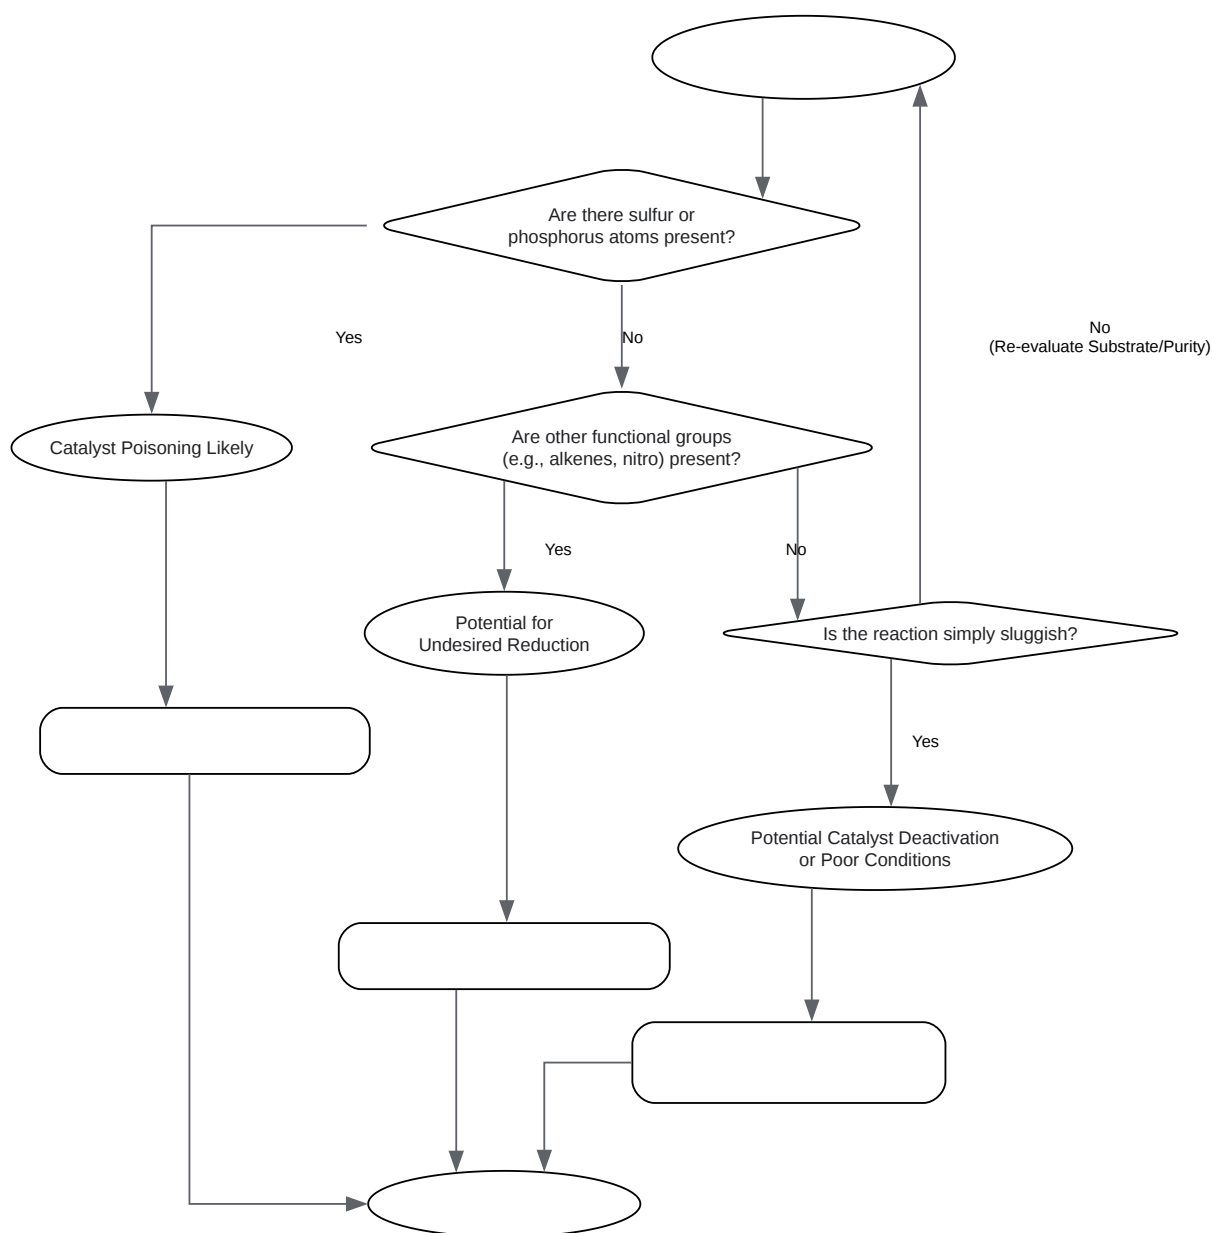 Are there sulfur or
phosphorus atoms present?
Yes
No
No
(Re-evaluate Substrate/Purity)
Catalyst Poisoning Likely
Are other functional groups
(e.g., alkenes, nitro) present?
Yes
No
Potential for
Undesired Reduction
Is the reaction simply sluggish?
Yes
Potential Catalyst Deactivation
or Poor Conditions